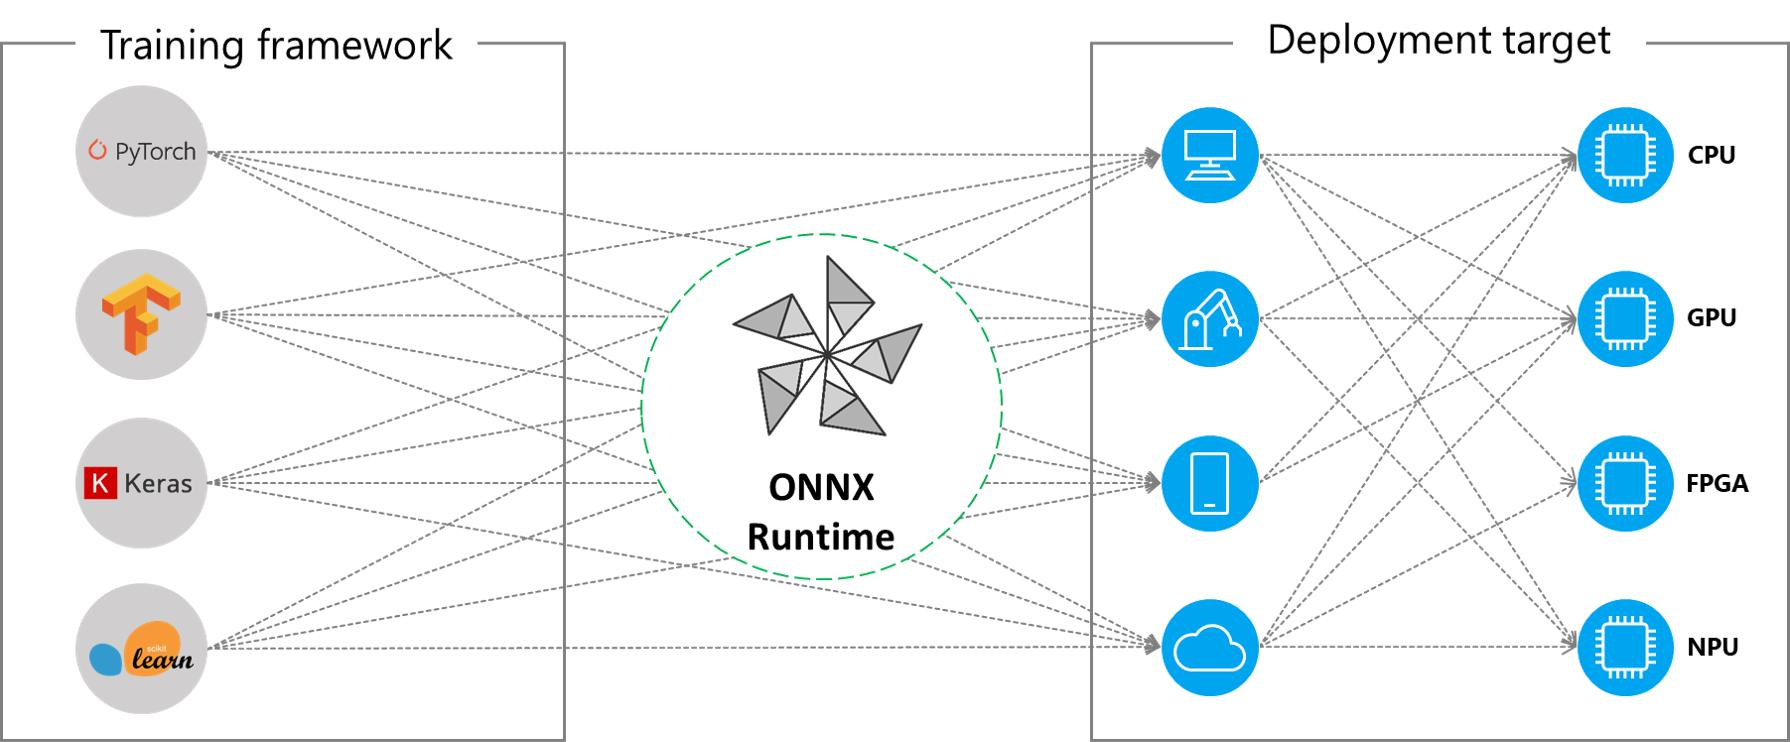 Training framework
Deployment target
PyTorch
K Keras
scikit
learn
ONNX
Runtime
CPU
GPU
FPGA
NPU